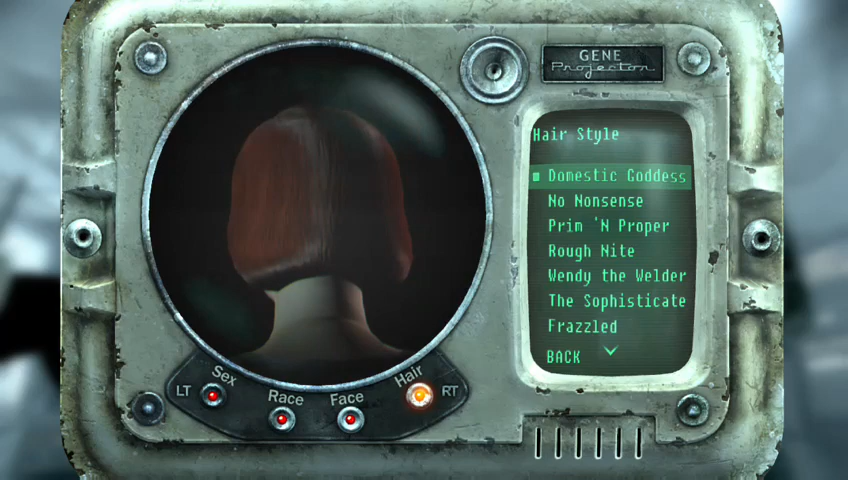 GENE
Projector
Hair Style
Domestic Goddess
No Nonsense
Prim 'N Proper
Rough Nite
Wendy the Welder
The Sophisticate
Frazzled
BACK
LT
Sex
Race
Face
Hair
RT